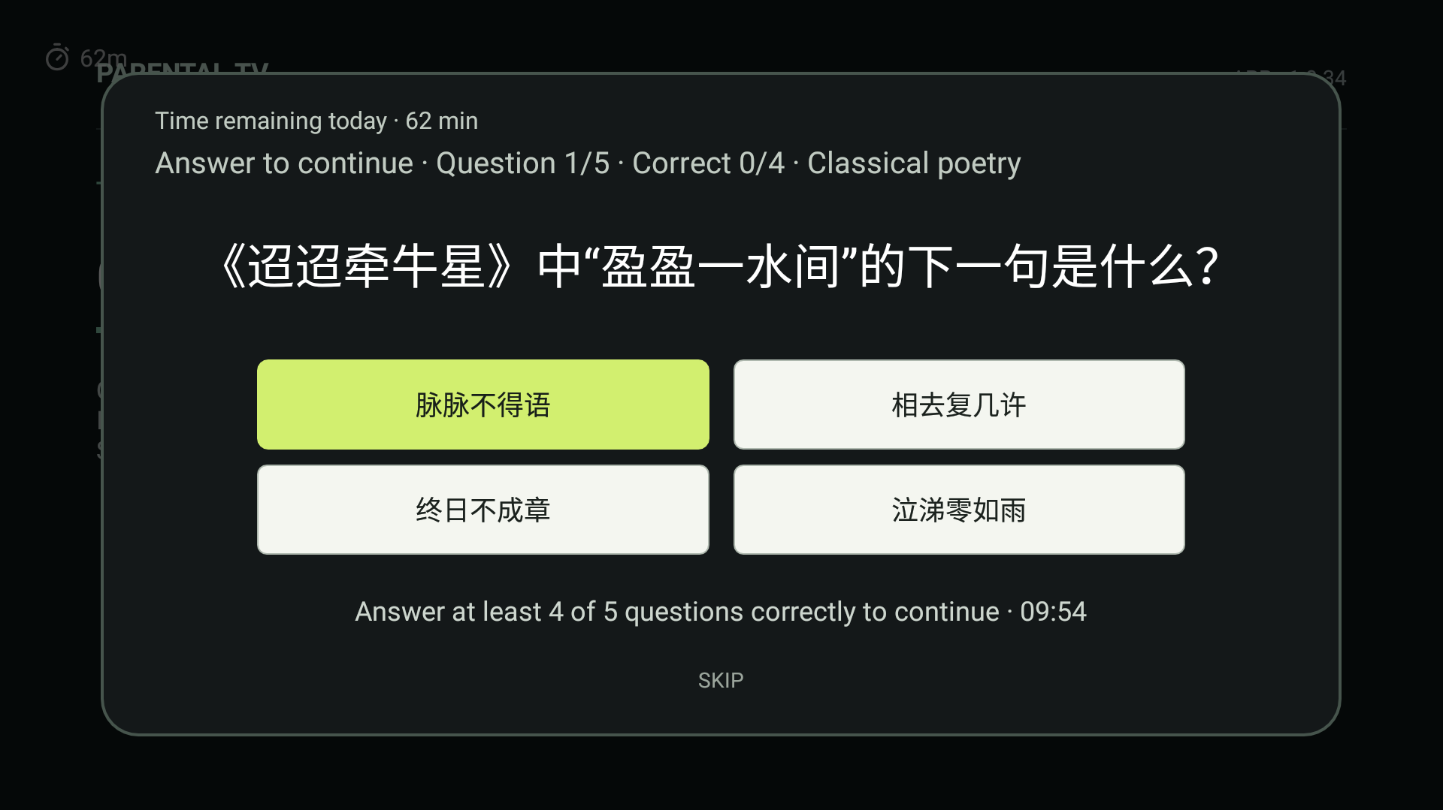 62m
PARENTAL TV
Time remaining today · 62 min
Answer to continue · Question 1/5 · Correct 0/4 · Classical poetry
《迢迢牵牛星》中“盈盈一水间”的下一句是什么？
脉脉不得语
相去复几许
终日不成章
泣涕零如雨
Answer at least 4 of 5 questions correctly to continue · 09:54
SKIP